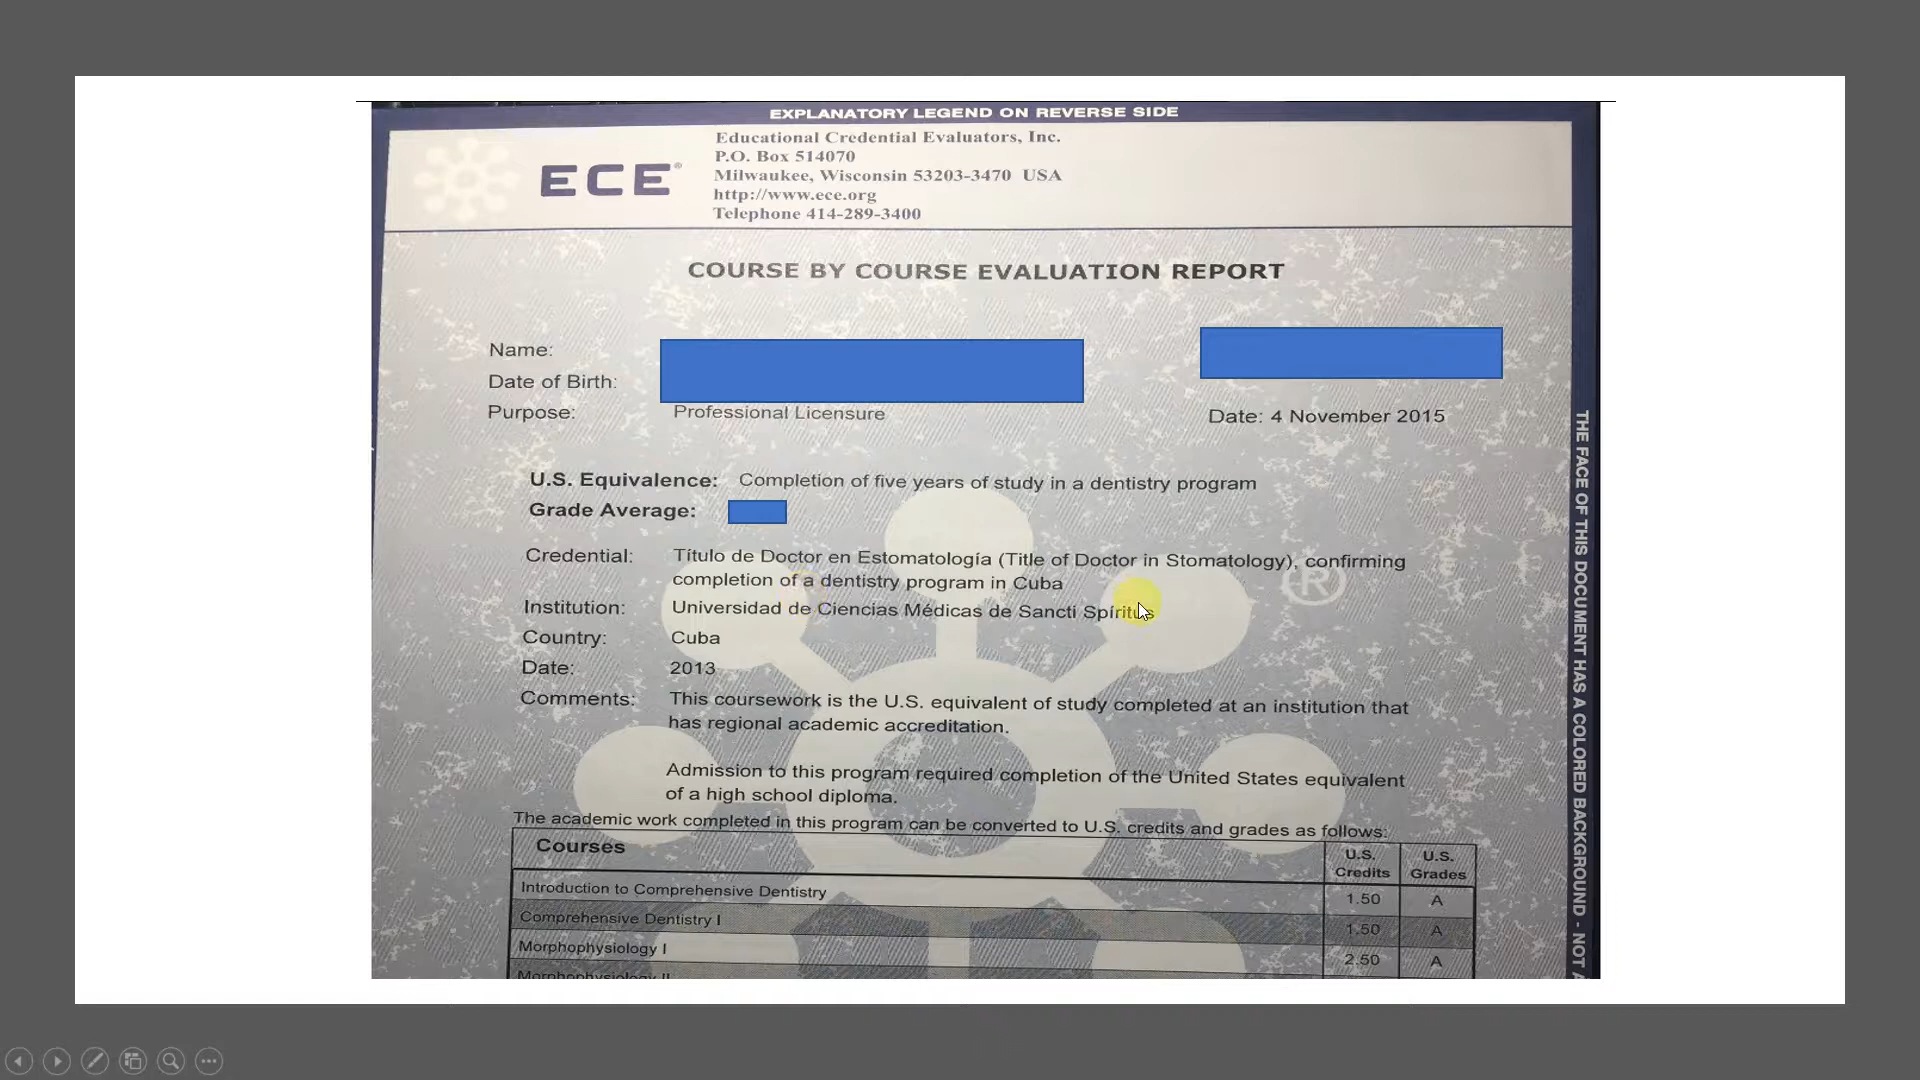 EXPLANATORY LEGEND ON REVERSE SIDE
ECE®
Educational Credential Evaluators, Inc.
P.O. Box 514070
Milwaukee, Wisconsin 53203-3470 USA
http://www.ece.org
Telephone 414-289-3400
COURSE BY COURSE EVALUATION REPORT
Name:
Date of Birth:
Purpose: Professional Licensure
Date: 4 November 2015
U.S. Equivalence: Completion of five years of study in a dentistry program
Grade Average:
Credential: Título de Doctor en Estomatología (Title of Doctor in Stomatology), confirming
completion of a dentistry program in Cuba
Institution: Universidad de Ciencias Médicas de Sancti Spíritus
Country: Cuba
Date: 2013
Comments: This coursework is the U.S. equivalent of study completed at an institution that
has regional academic accreditation.
Admission to this program required completion of the United States equivalent
of a high school diploma.
The academic work completed in this program can be converted to U.S. credits and grades as follows:
Courses U.S. Credits U.S. Grades
Introduction to Comprehensive Dentistry 1.50 A
Comprehensive Dentistry I 1.50 A
Morphophysiology I 2.50 A
Morphophysiology II
®
THE FACE OF THIS DOCUMENT HAS A COLORED BACKGROUND - NOT A